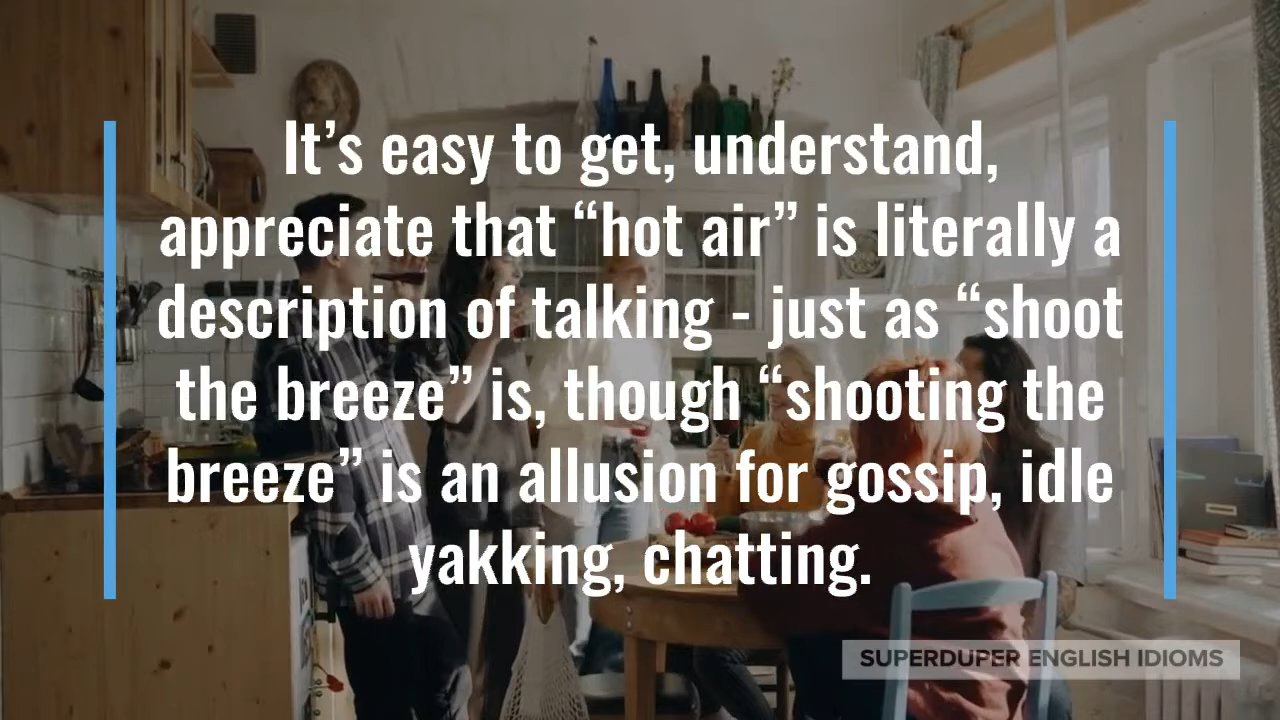 It’s easy to get, understand,
appreciate that “hot air” is literally a
description of talking - just as “shoot
the breeze” is, though “shooting the
breeze” is an allusion for gossip, idle
yakking, chatting.
SUPERDUPER ENGLISH IDIOMS